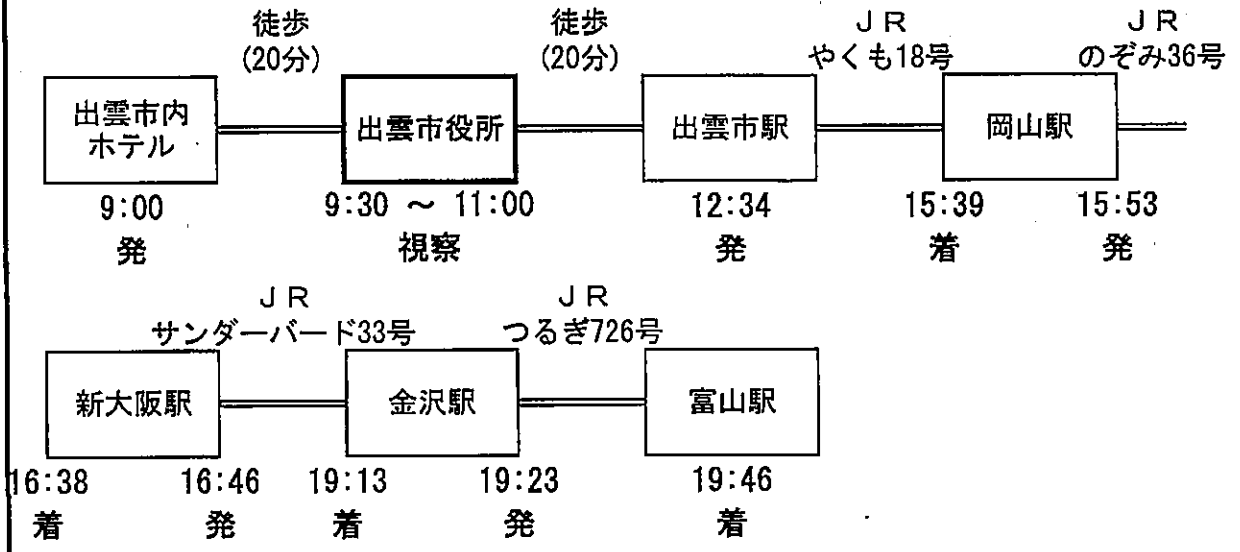 徒歩
(20分)
徒歩
(20分)
ＪＲ
やくも18号
ＪＲ
のぞみ36号
出雲市内
ホテル
出雲市役所
出雲市駅
岡山駅
9:00
発
9:30 ～ 11:00
視察
12:34
発
15:39
着
15:53
発
ＪＲ
サンダーバード33号
ＪＲ
つるぎ726号
新大阪駅
金沢駅
富山駅
16:38
着
16:46
発
19:13
着
19:23
発
19:46
着